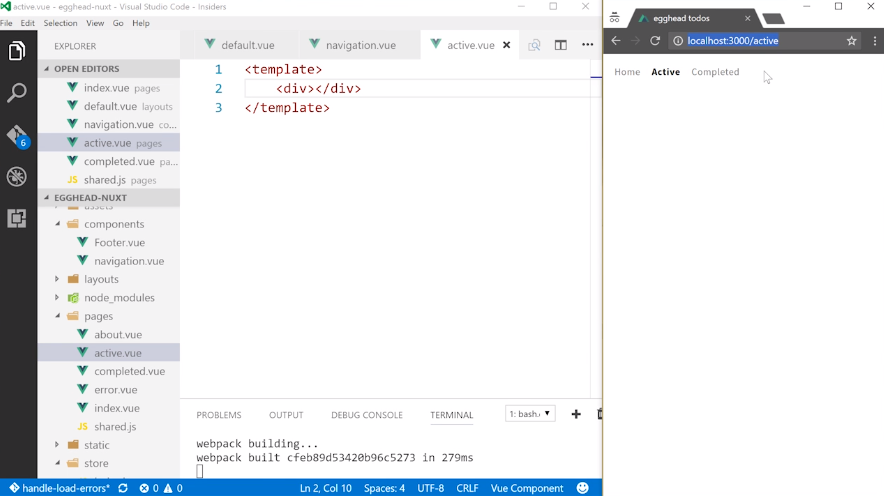 active.vue - egghead-nuxt - Visual Studio Code - Insiders
File Edit Selection View Go Help
EXPLORER
OPEN EDITORS
index.vue pages
default.vue layouts
navigation.vue co...
active.vue pages
completed.vue pa...
JS shared.js pages
EGGHEAD-NUXT
assets
components
Footer.vue
navigation.vue
layouts
node_modules
pages
about.vue
active.vue
completed.vue
error.vue
index.vue
JS shared.js
static
store
default.vue navigation.vue active.vue
1 <template>
2 <div></div>
3 </template>
PROBLEMS OUTPUT DEBUG CONSOLE TERMINAL 1: bash.
webpack building...
webpack built cfeb89d53420b96c5273 in 279ms
6
handle-load-errors* 0 0 Ln 2, Col 10 Spaces: 4 UTF-8 CRLF Vue Component
egghead todos
localhost:3000/active
Home Active Completed